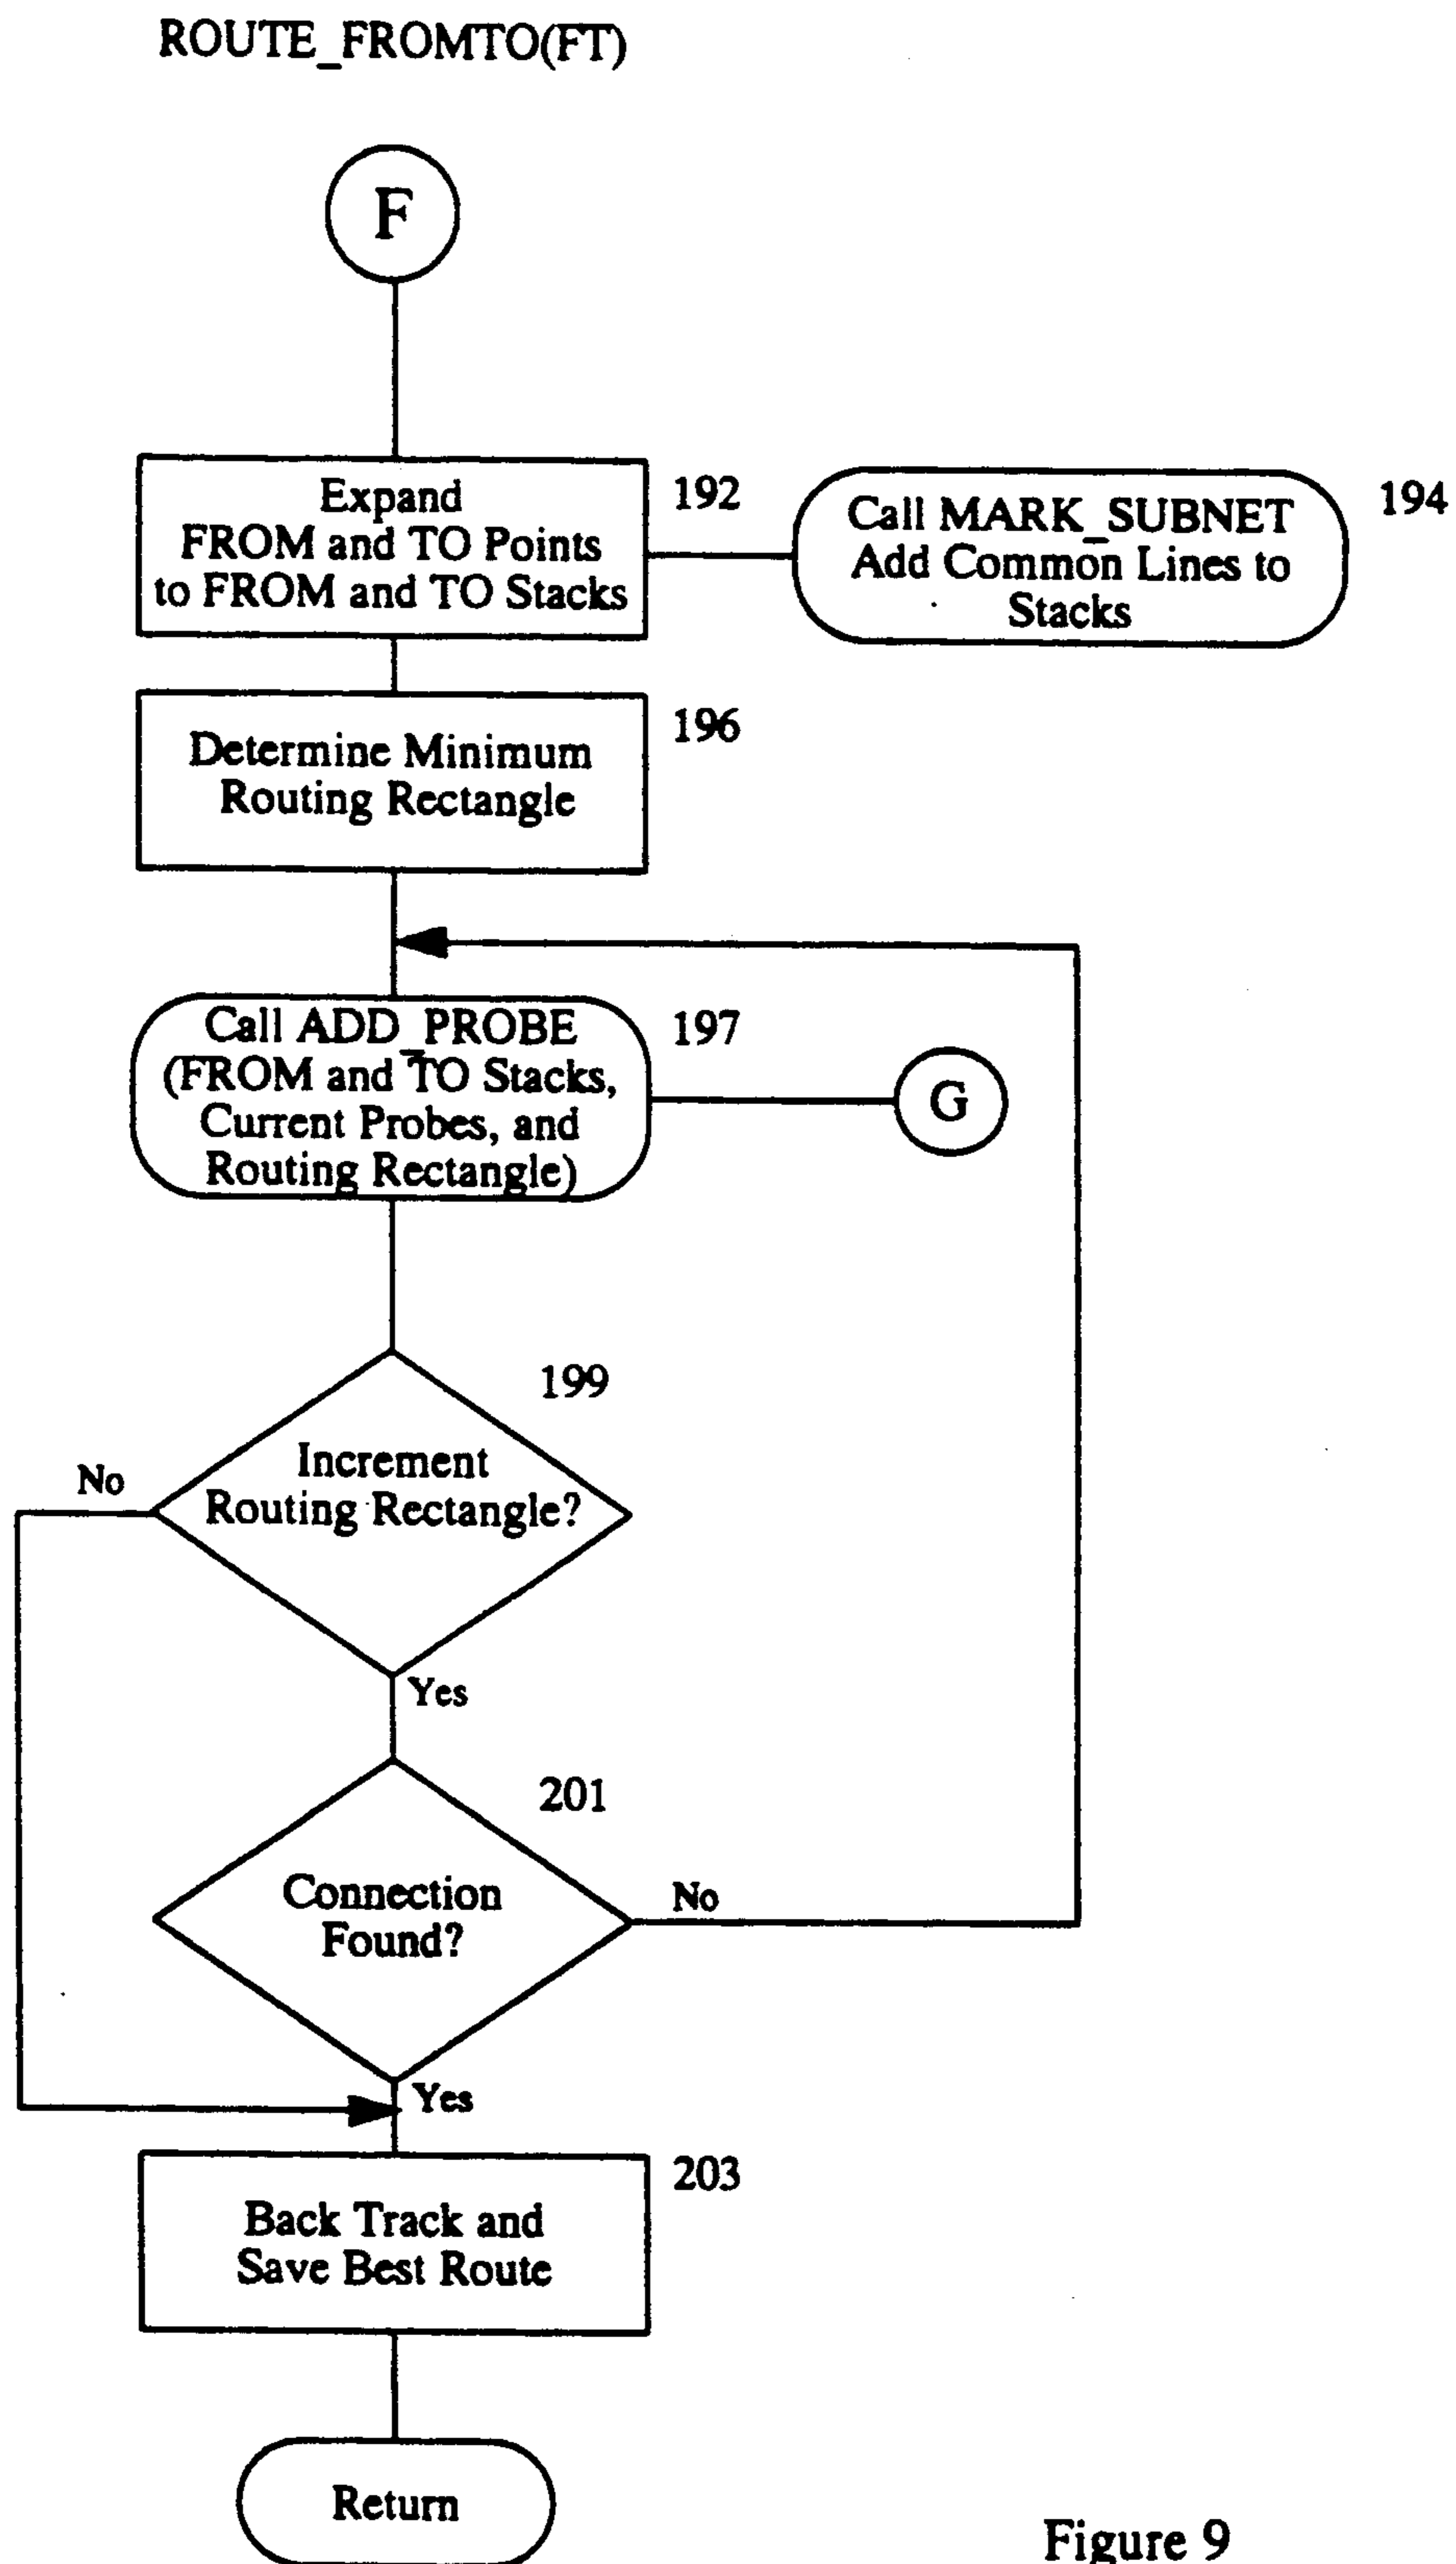 ROUTE_FROMTO(FT)
F
Expand
FROM and TO Points
to FROM and TO Stacks
192
Call MARK_SUBNET
Add Common Lines to
Stacks
194
Determine Minimum
Routing Rectangle
196
Call ADD_PROBE
(FROM and TO Stacks,
Current Probes, and
Routing Rectangle)
197
G
199
Increment
Routing Rectangle?
No
Yes
201
Connection
Found?
No
Yes
203
Back Track and
Save Best Route
Return
Figure 9